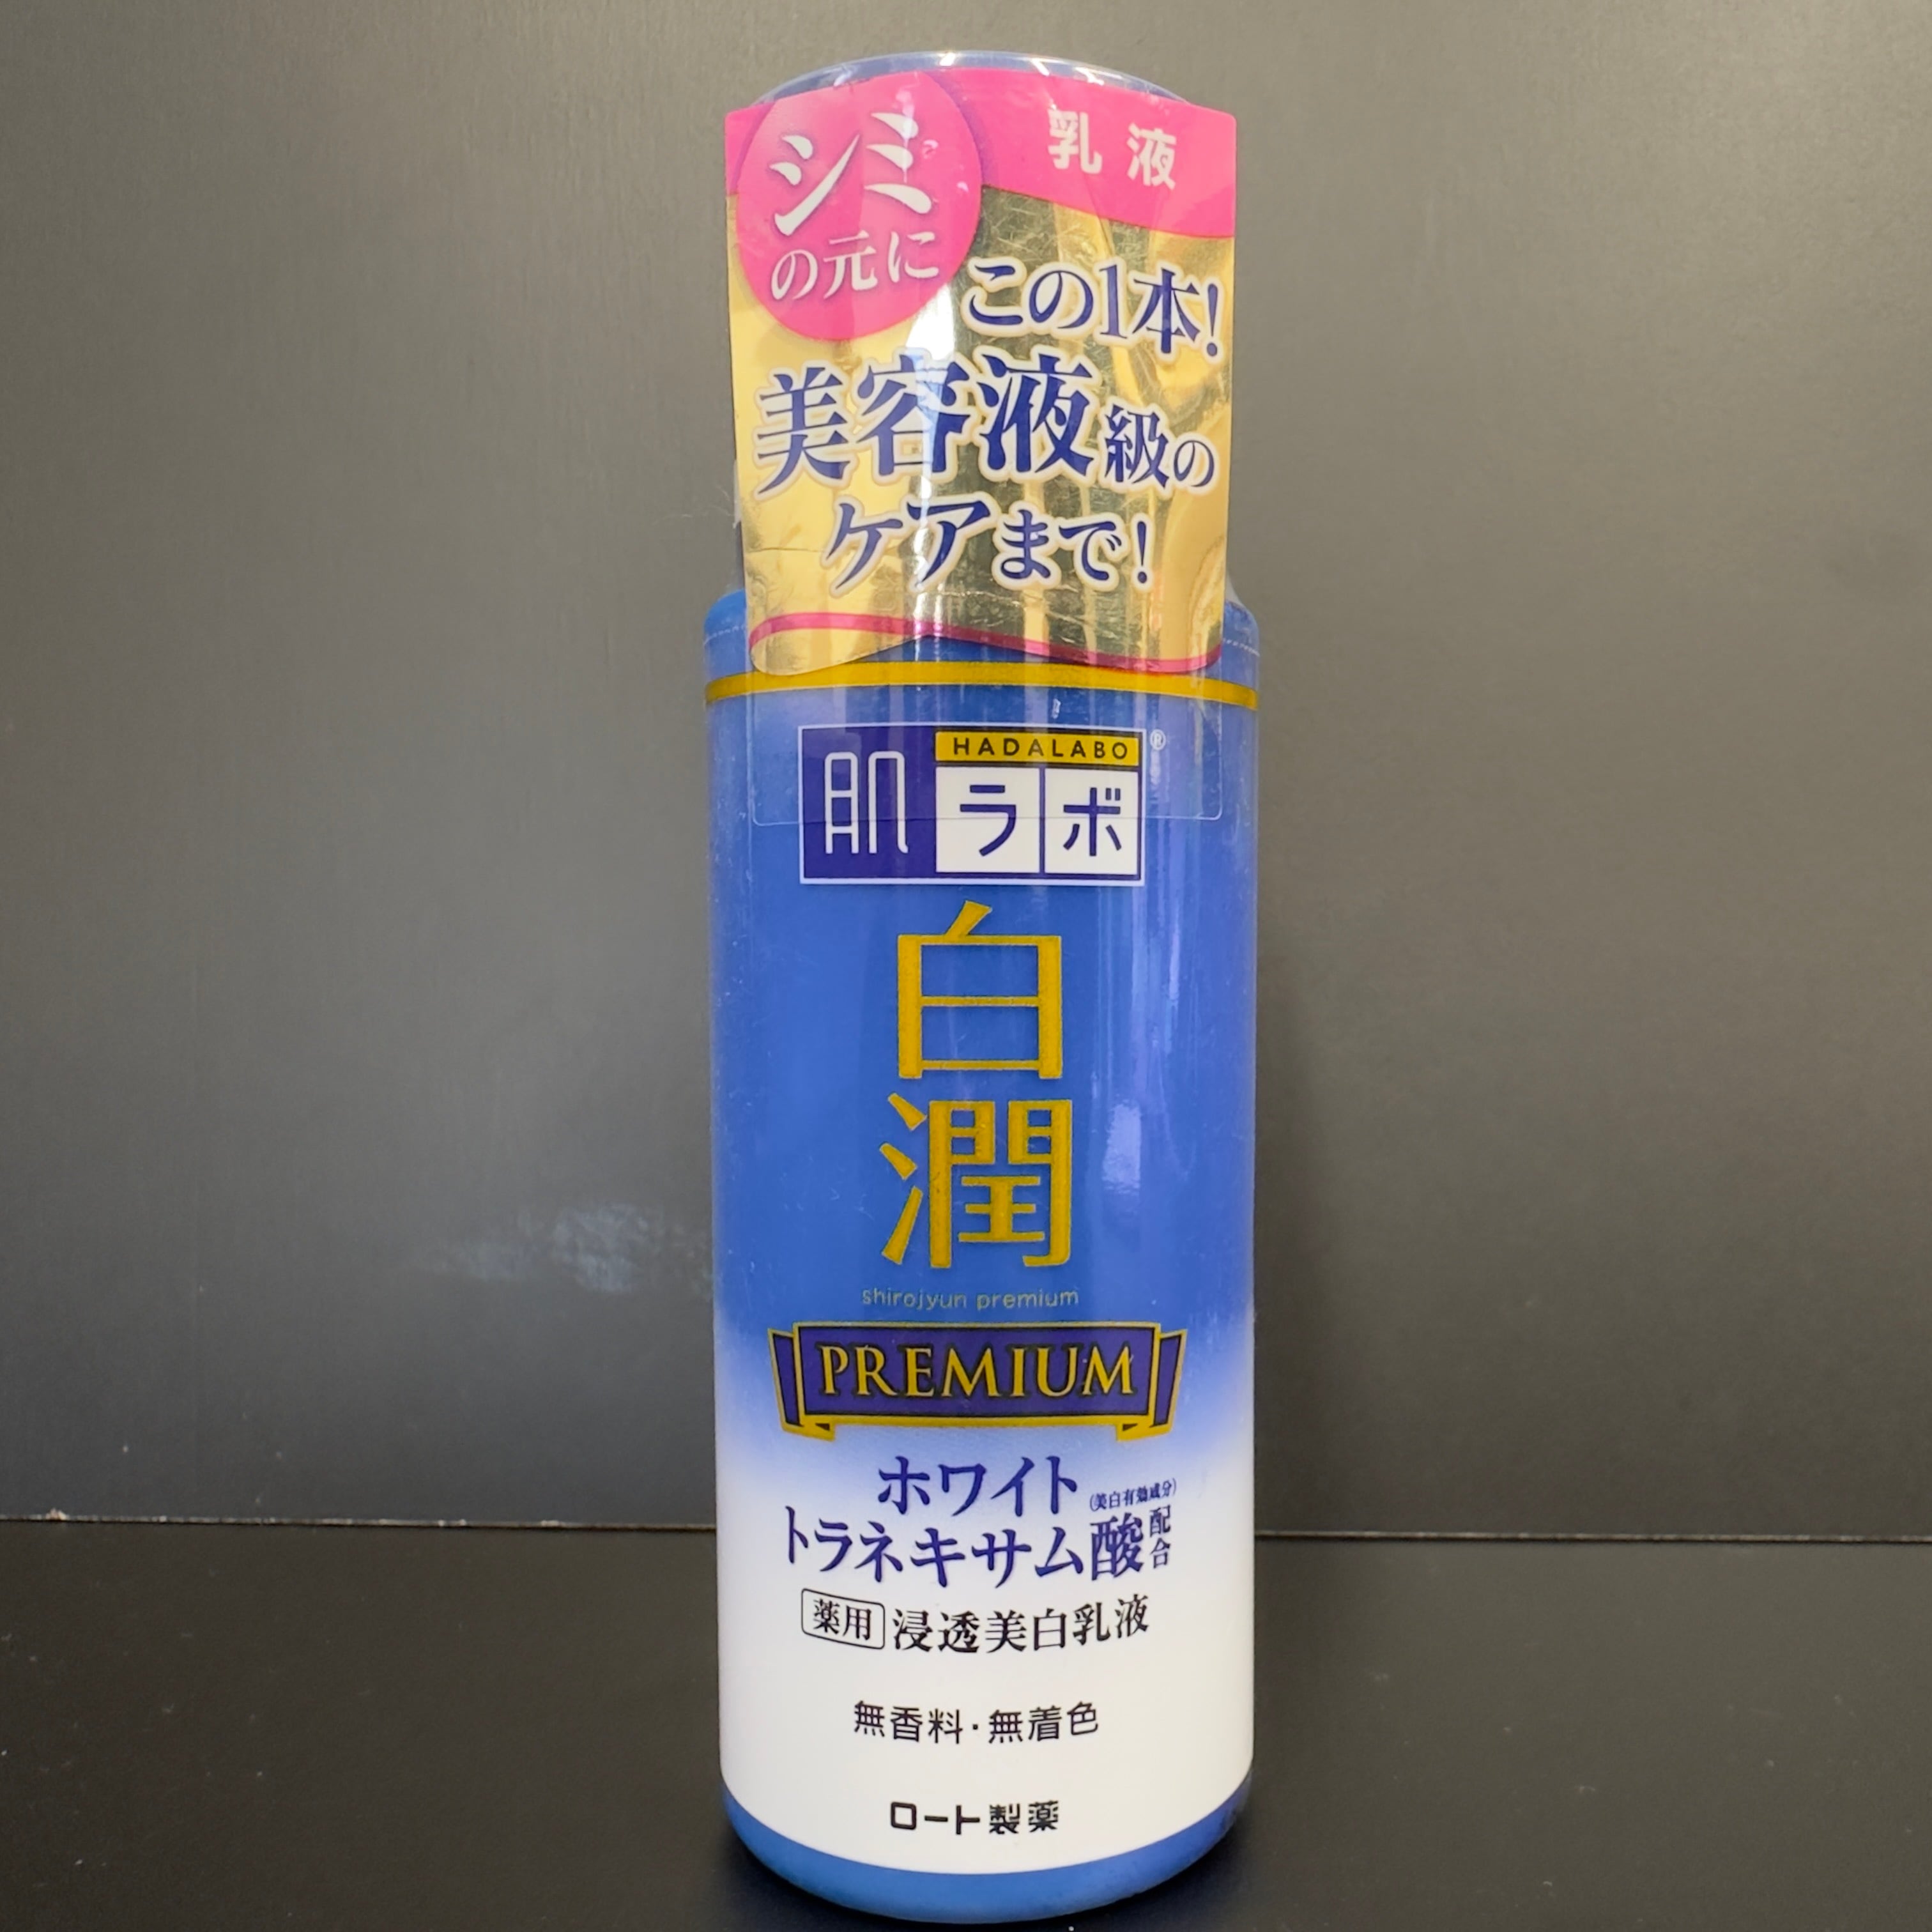 シミ
の元に
乳液
この1本!
美容液級の
ケアまで!
HADALABO
肌ラボ®
白潤
shirojyun premium
PREMIUM
ホワイト
(美白有効成分)
トラネキサム酸配合
薬用 浸透美白乳液
無香料・無着色
ロート製薬